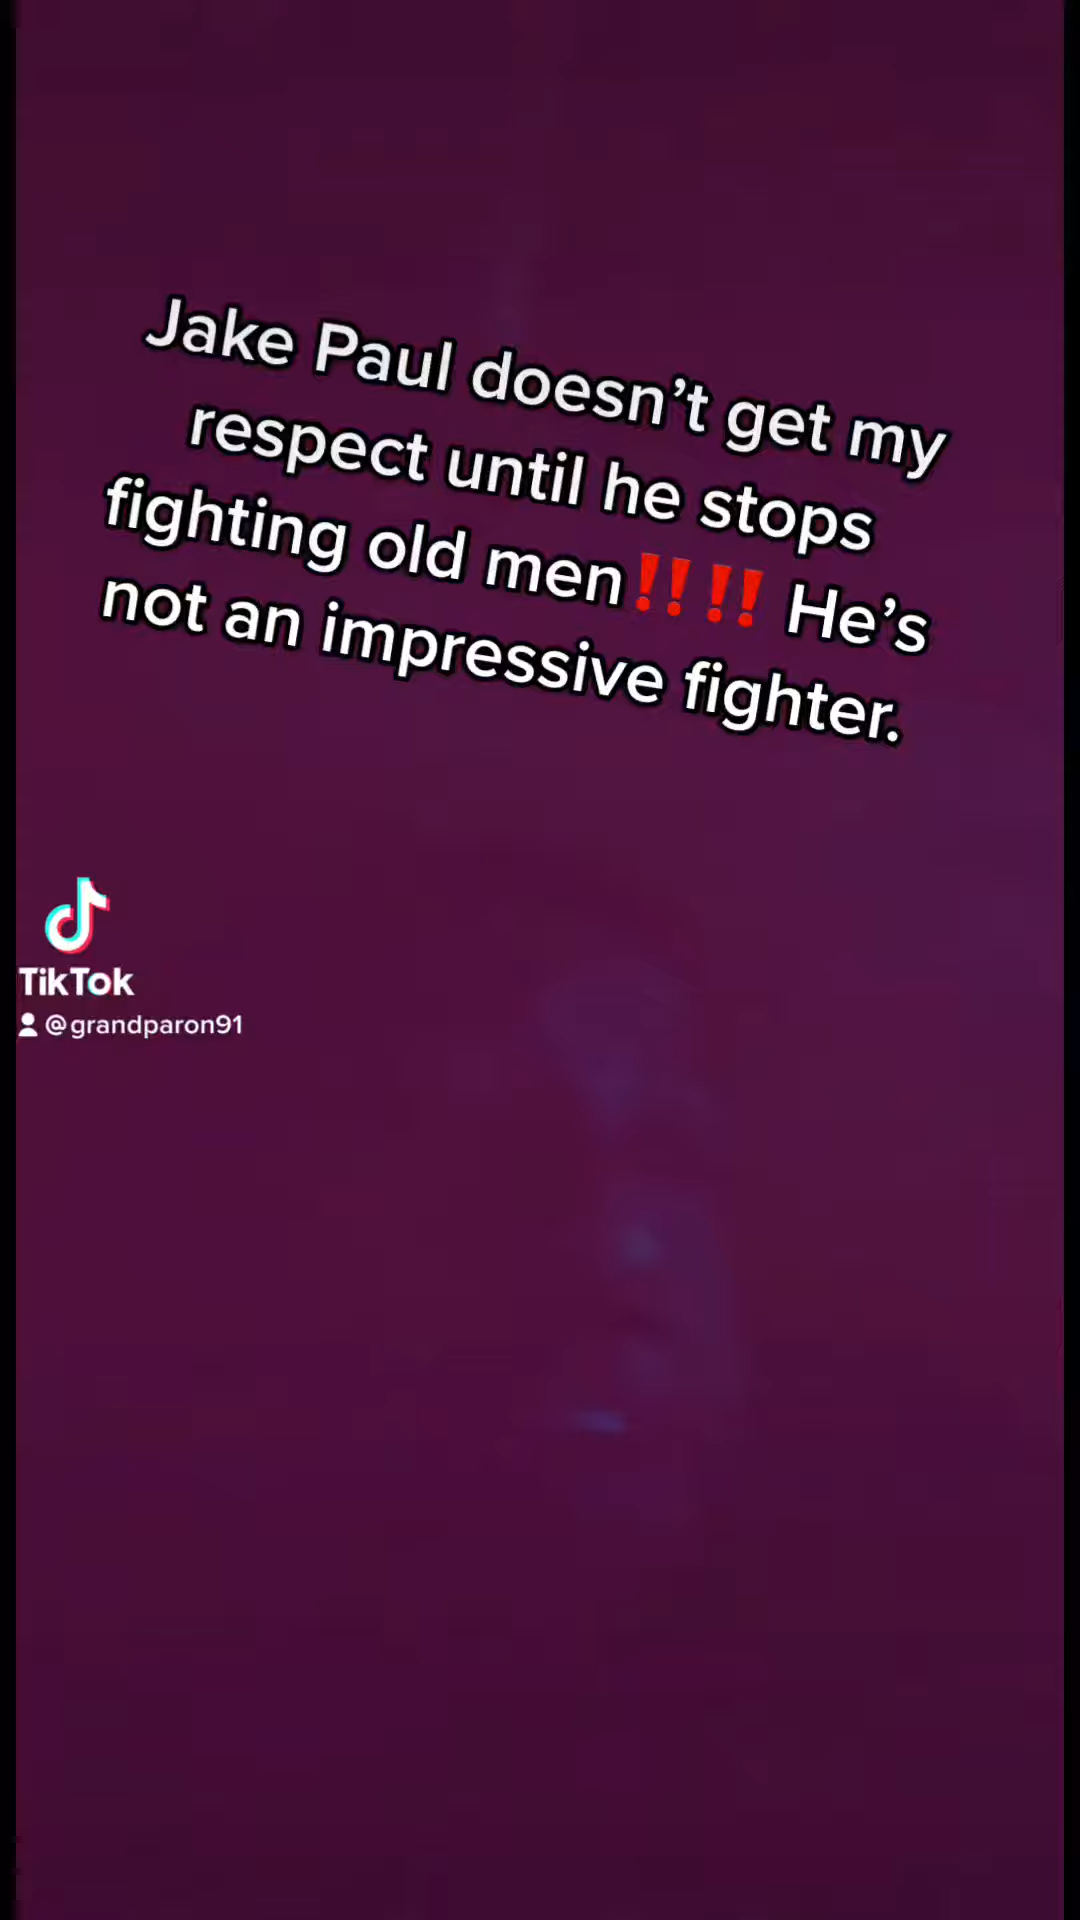 Jake Paul doesn’t get my
respect until he stops
fighting old men‼️‼️ He’s
not an impressive fighter.
TikTok
@grandparon91